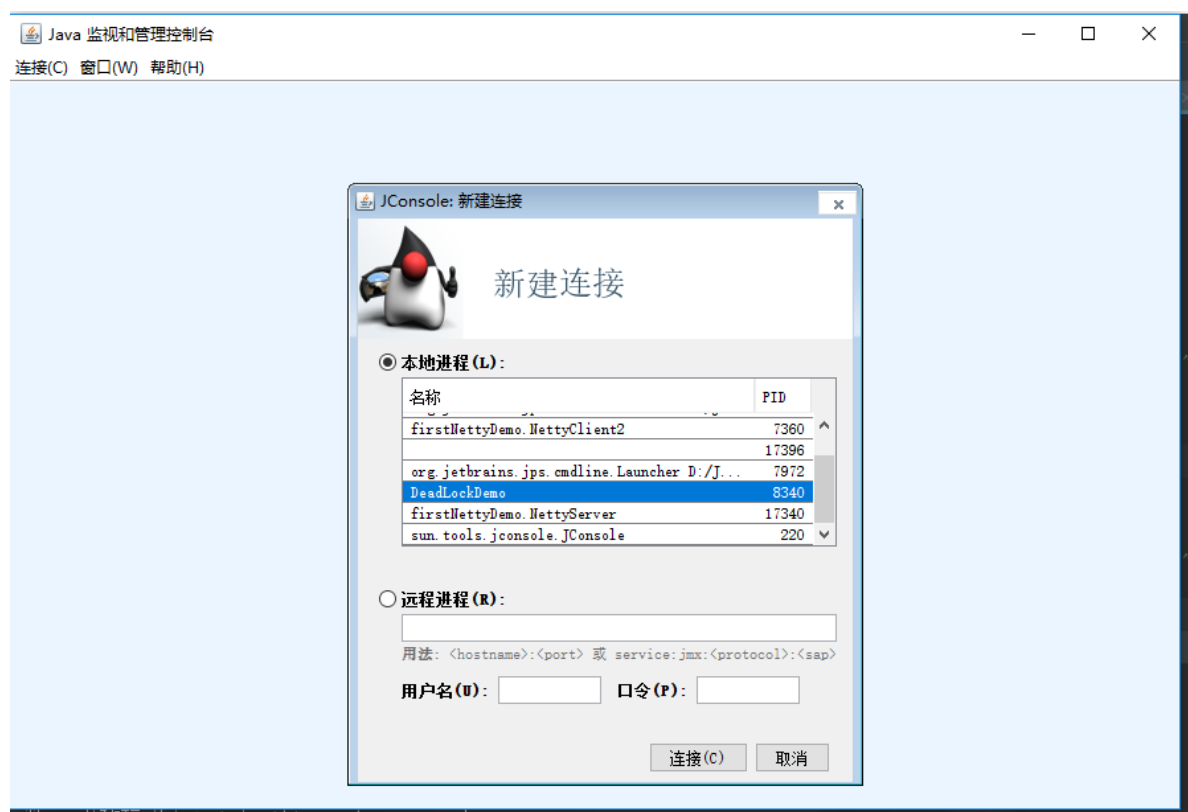 Java 监视和管理控制台
连接(C) 窗口(W) 帮助(H)
JConsole: 新建连接
新建连接
本地进程(L):
名称 PID
firstNettyDemo.NettyClient2 7360
17396
org.jetbrains.jps.cmdline.Launcher D:/J... 7972
DeadLockDemo 8340
firstNettyDemo.NettyServer 17340
sun.tools.jconsole.JConsole 220
远程进程(R):
用法: <hostname>:<port> 或 service:jmx:<protocol>:<sap>
用户名(U): 口令(P):
连接(C) 取消